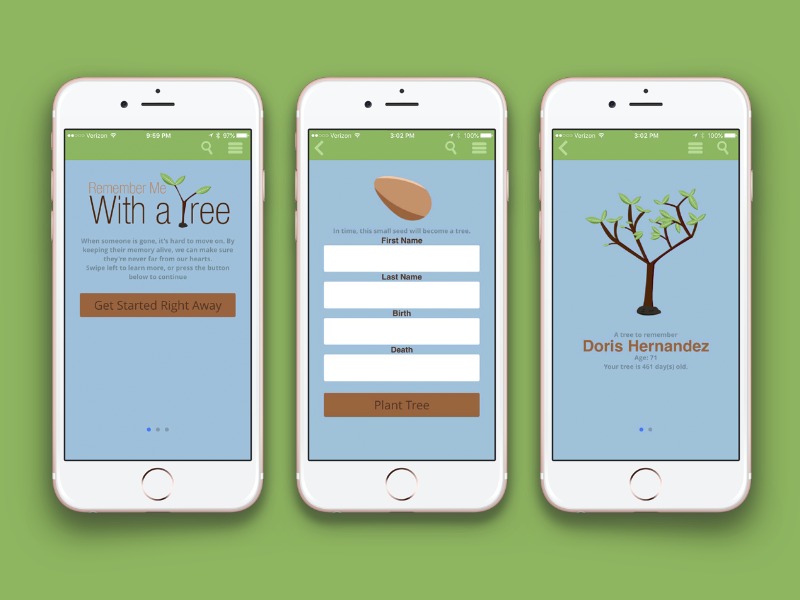 Verizon 9:59 PM 97%
Remember Me
With a Tree
When someone is gone, it's hard to move on. By
keeping their memory alive, we can make sure
they're never far from our hearts.
Swipe left to learn more, or press the button
below to continue
Get Started Right Away
Verizon 3:02 PM 100%
In time, this small seed will become a tree.
First Name
Last Name
Birth
Death
Plant Tree
Verizon 3:02 PM 100%
A tree to remember
Doris Hernandez
Age: 71
Your tree is 461 day(s) old.